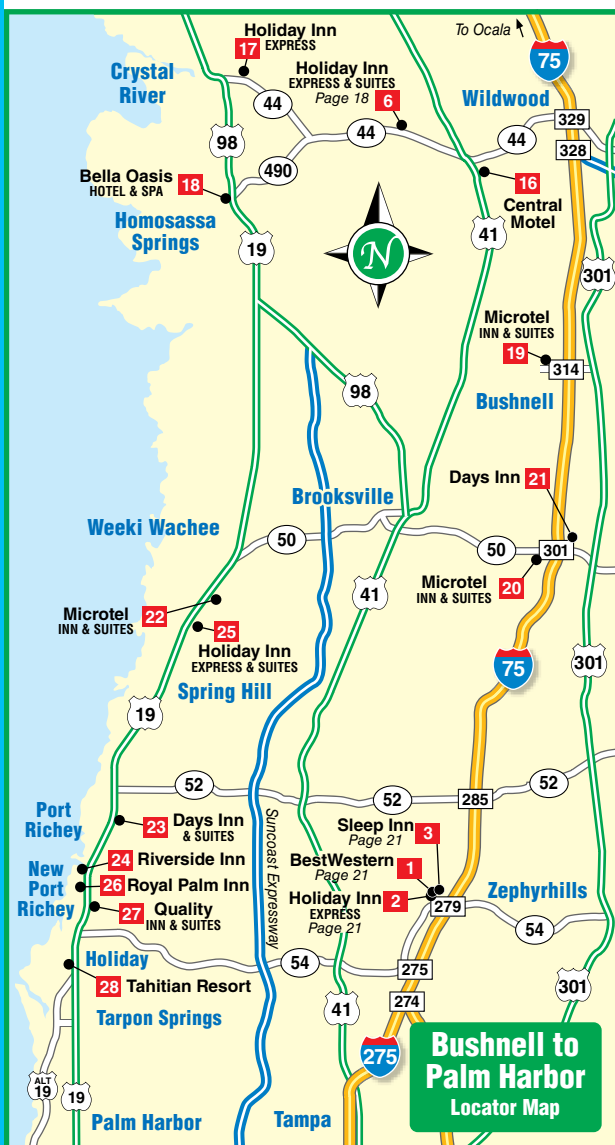 To Ocala
75
Holiday Inn
EXPRESS
17
Crystal
River
Holiday Inn
EXPRESS & SUITES
Page 18
6
Wildwood
44
44
44
329
328
98
490
Bella Oasis
HOTEL & SPA
18
16
Central
Motel
Homosassa
Springs
19
N
41
301
Microtel
INN & SUITES
19
314
98
Bushnell
Days Inn
21
Brooksville
Weeki Wachee
50
50
301
Microtel
INN & SUITES
20
41
Microtel
INN & SUITES
22
25
Holiday Inn
EXPRESS & SUITES
Spring Hill
75
301
19
52
52
52
285
Port
Richey
23
Days Inn
& SUITES
Suncoast Expressway
Sleep Inn
Page 21
3
BestWestern
Page 21
1
Holiday Inn
EXPRESS
Page 21
2
279
Zephyrhills
New
Port
Richey
24
Riverside Inn
26
Royal Palm Inn
27
Quality
INN & SUITES
54
Holiday
54
275
28
Tahitian Resort
274
301
Tarpon Springs
41
275
ALT
19
19
Palm Harbor
Tampa
Bushnell to
Palm Harbor
Locator Map